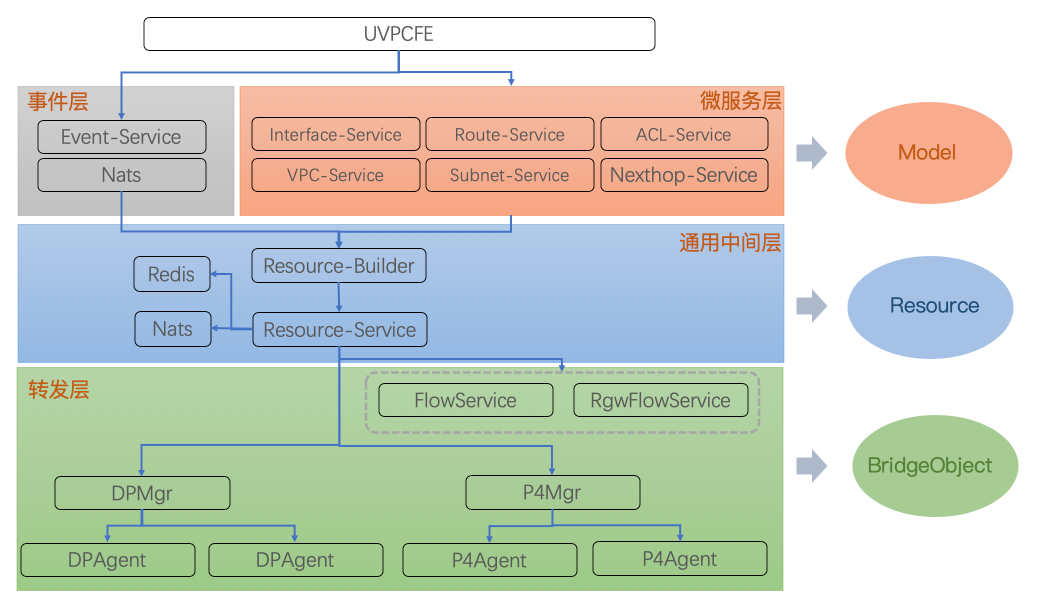 UVPCFE
事件层
微服务层
Event-Service
Nats
Interface-Service
Route-Service
ACL-Service
VPC-Service
Subnet-Service
Nexthop-Service
Model
通用中间层
Resource-Builder
Redis
Nats
Resource-Service
Resource
转发层
FlowService
RgwFlowService
BridgeObject
DPMgr
P4Mgr
DPAgent
DPAgent
P4Agent
P4Agent